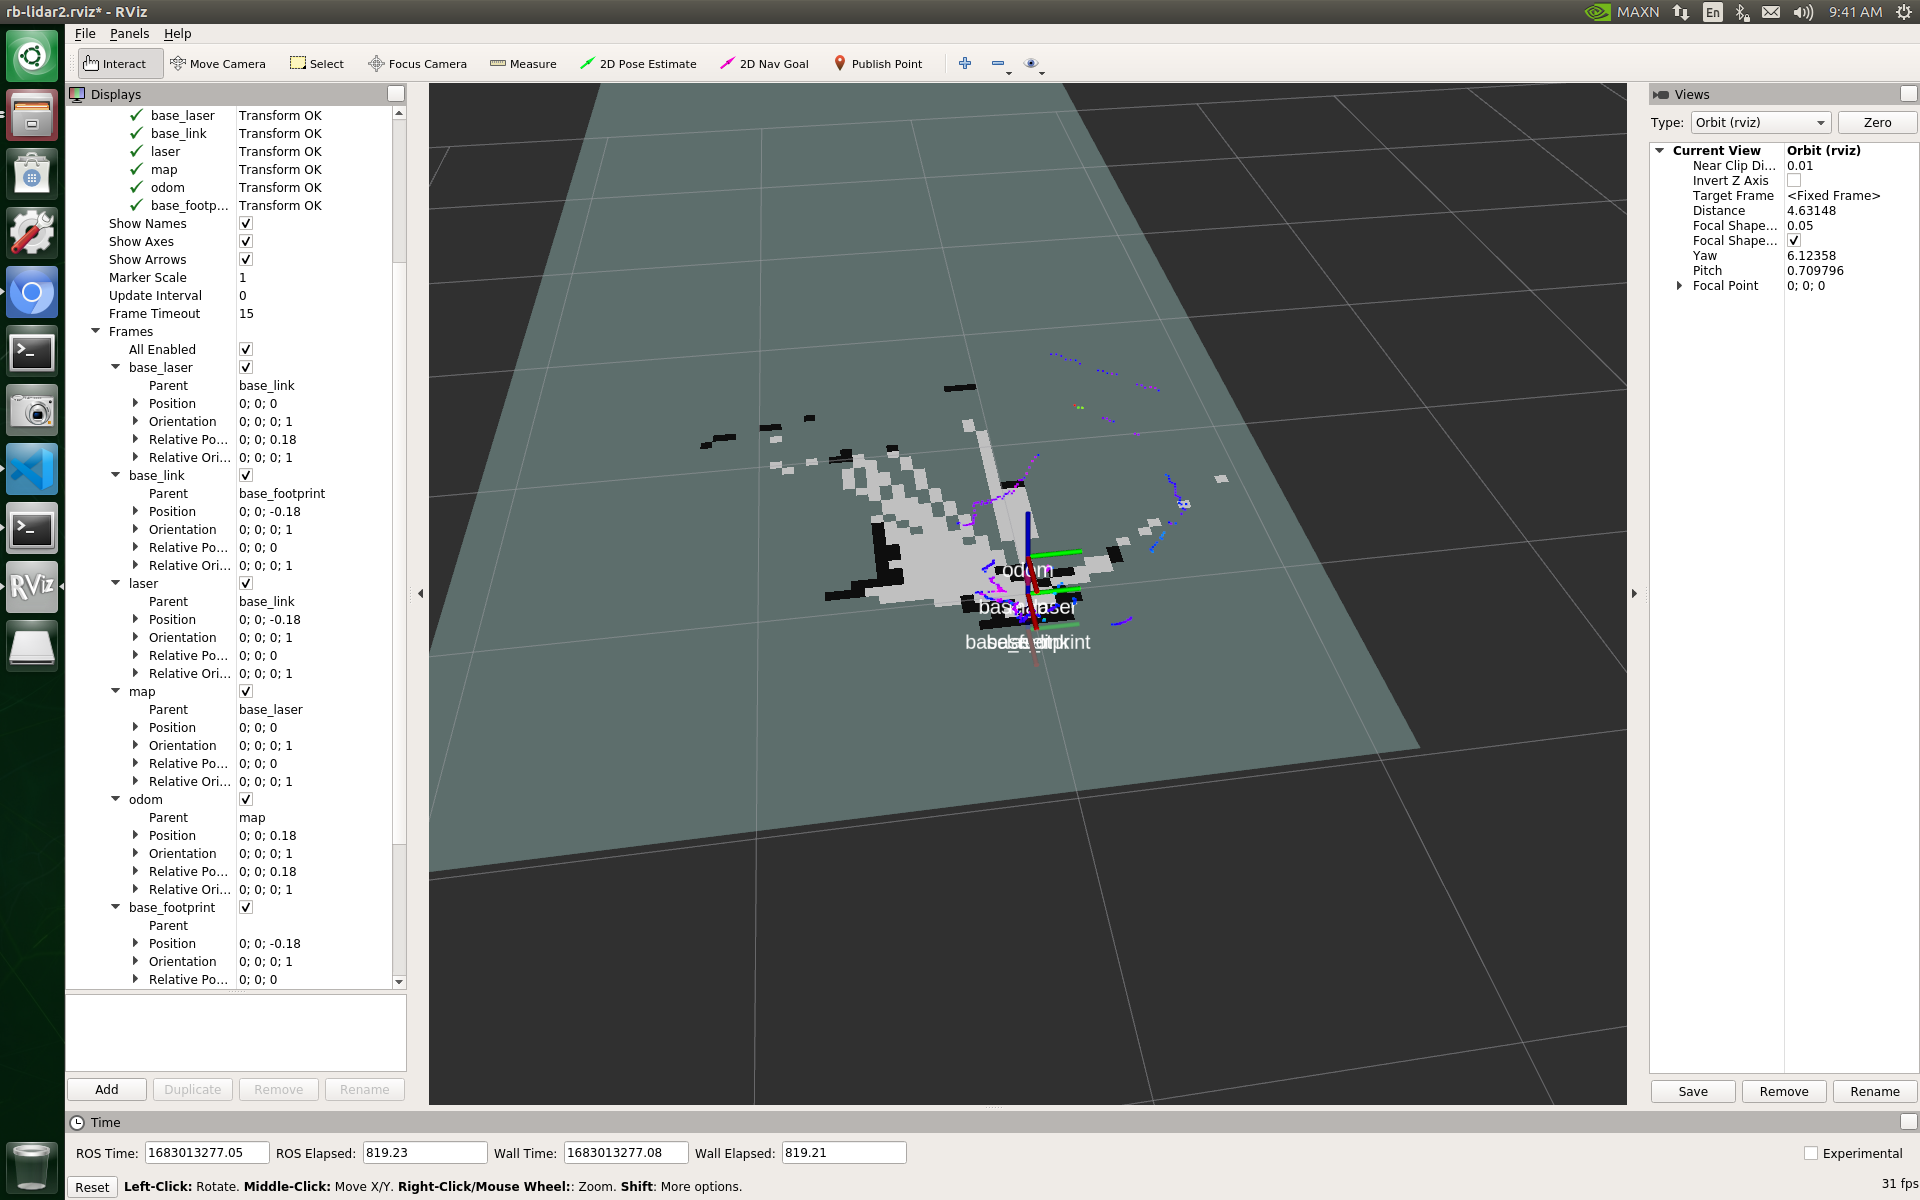 rb-lidar2.rviz* - RViz
MAXN
En
9:41 AM
File Panels Help
Interact Move Camera Select Focus Camera Measure 2D Pose Estimate 2D Nav Goal Publish Point
Displays
base_laser Transform OK
base_link Transform OK
laser Transform OK
map Transform OK
odom Transform OK
base_footp... Transform OK
Show Names
Show Axes
Show Arrows
Marker Scale 1
Update Interval 0
Frame Timeout 15
Frames
All Enabled
base_laser
Parent base_link
Position 0; 0; 0
Orientation 0; 0; 0; 1
Relative Po... 0; 0; 0.18
Relative Ori... 0; 0; 0; 1
base_link
Parent base_footprint
Position 0; 0; -0.18
Orientation 0; 0; 0; 1
Relative Po... 0; 0; 0
Relative Ori... 0; 0; 0; 1
laser
Parent base_link
Position 0; 0; -0.18
Orientation 0; 0; 0; 1
Relative Po... 0; 0; 0
Relative Ori... 0; 0; 0; 1
map
Parent base_laser
Position 0; 0; 0
Orientation 0; 0; 0; 1
Relative Po... 0; 0; 0
Relative Ori... 0; 0; 0; 1
odom
Parent map
Position 0; 0; 0.18
Orientation 0; 0; 0; 1
Relative Po... 0; 0; 0.18
Relative Ori... 0; 0; 0; 1
base_footprint
Parent
Position 0; 0; -0.18
Orientation 0; 0; 0; 1
Relative Po... 0; 0; 0
Add Duplicate Remove Rename
RViz
odom
Views
Type: Orbit (rviz) Zero
Current View Orbit (rviz)
Near Clip Di... 0.01
Invert Z Axis
Target Frame <Fixed Frame>
Distance 4.63148
Focal Shape... 0.05
Focal Shape...
Yaw 6.12358
Pitch 0.709796
Focal Point 0; 0; 0
Save Remove Rename
Time
ROS Time: 1683013277.05 ROS Elapsed: 819.23 Wall Time: 1683013277.08 Wall Elapsed: 819.21 Experimental
Reset Left-Click: Rotate. Middle-Click: Move X/Y. Right-Click/Mouse Wheel:: Zoom. Shift: More options. 31 fps